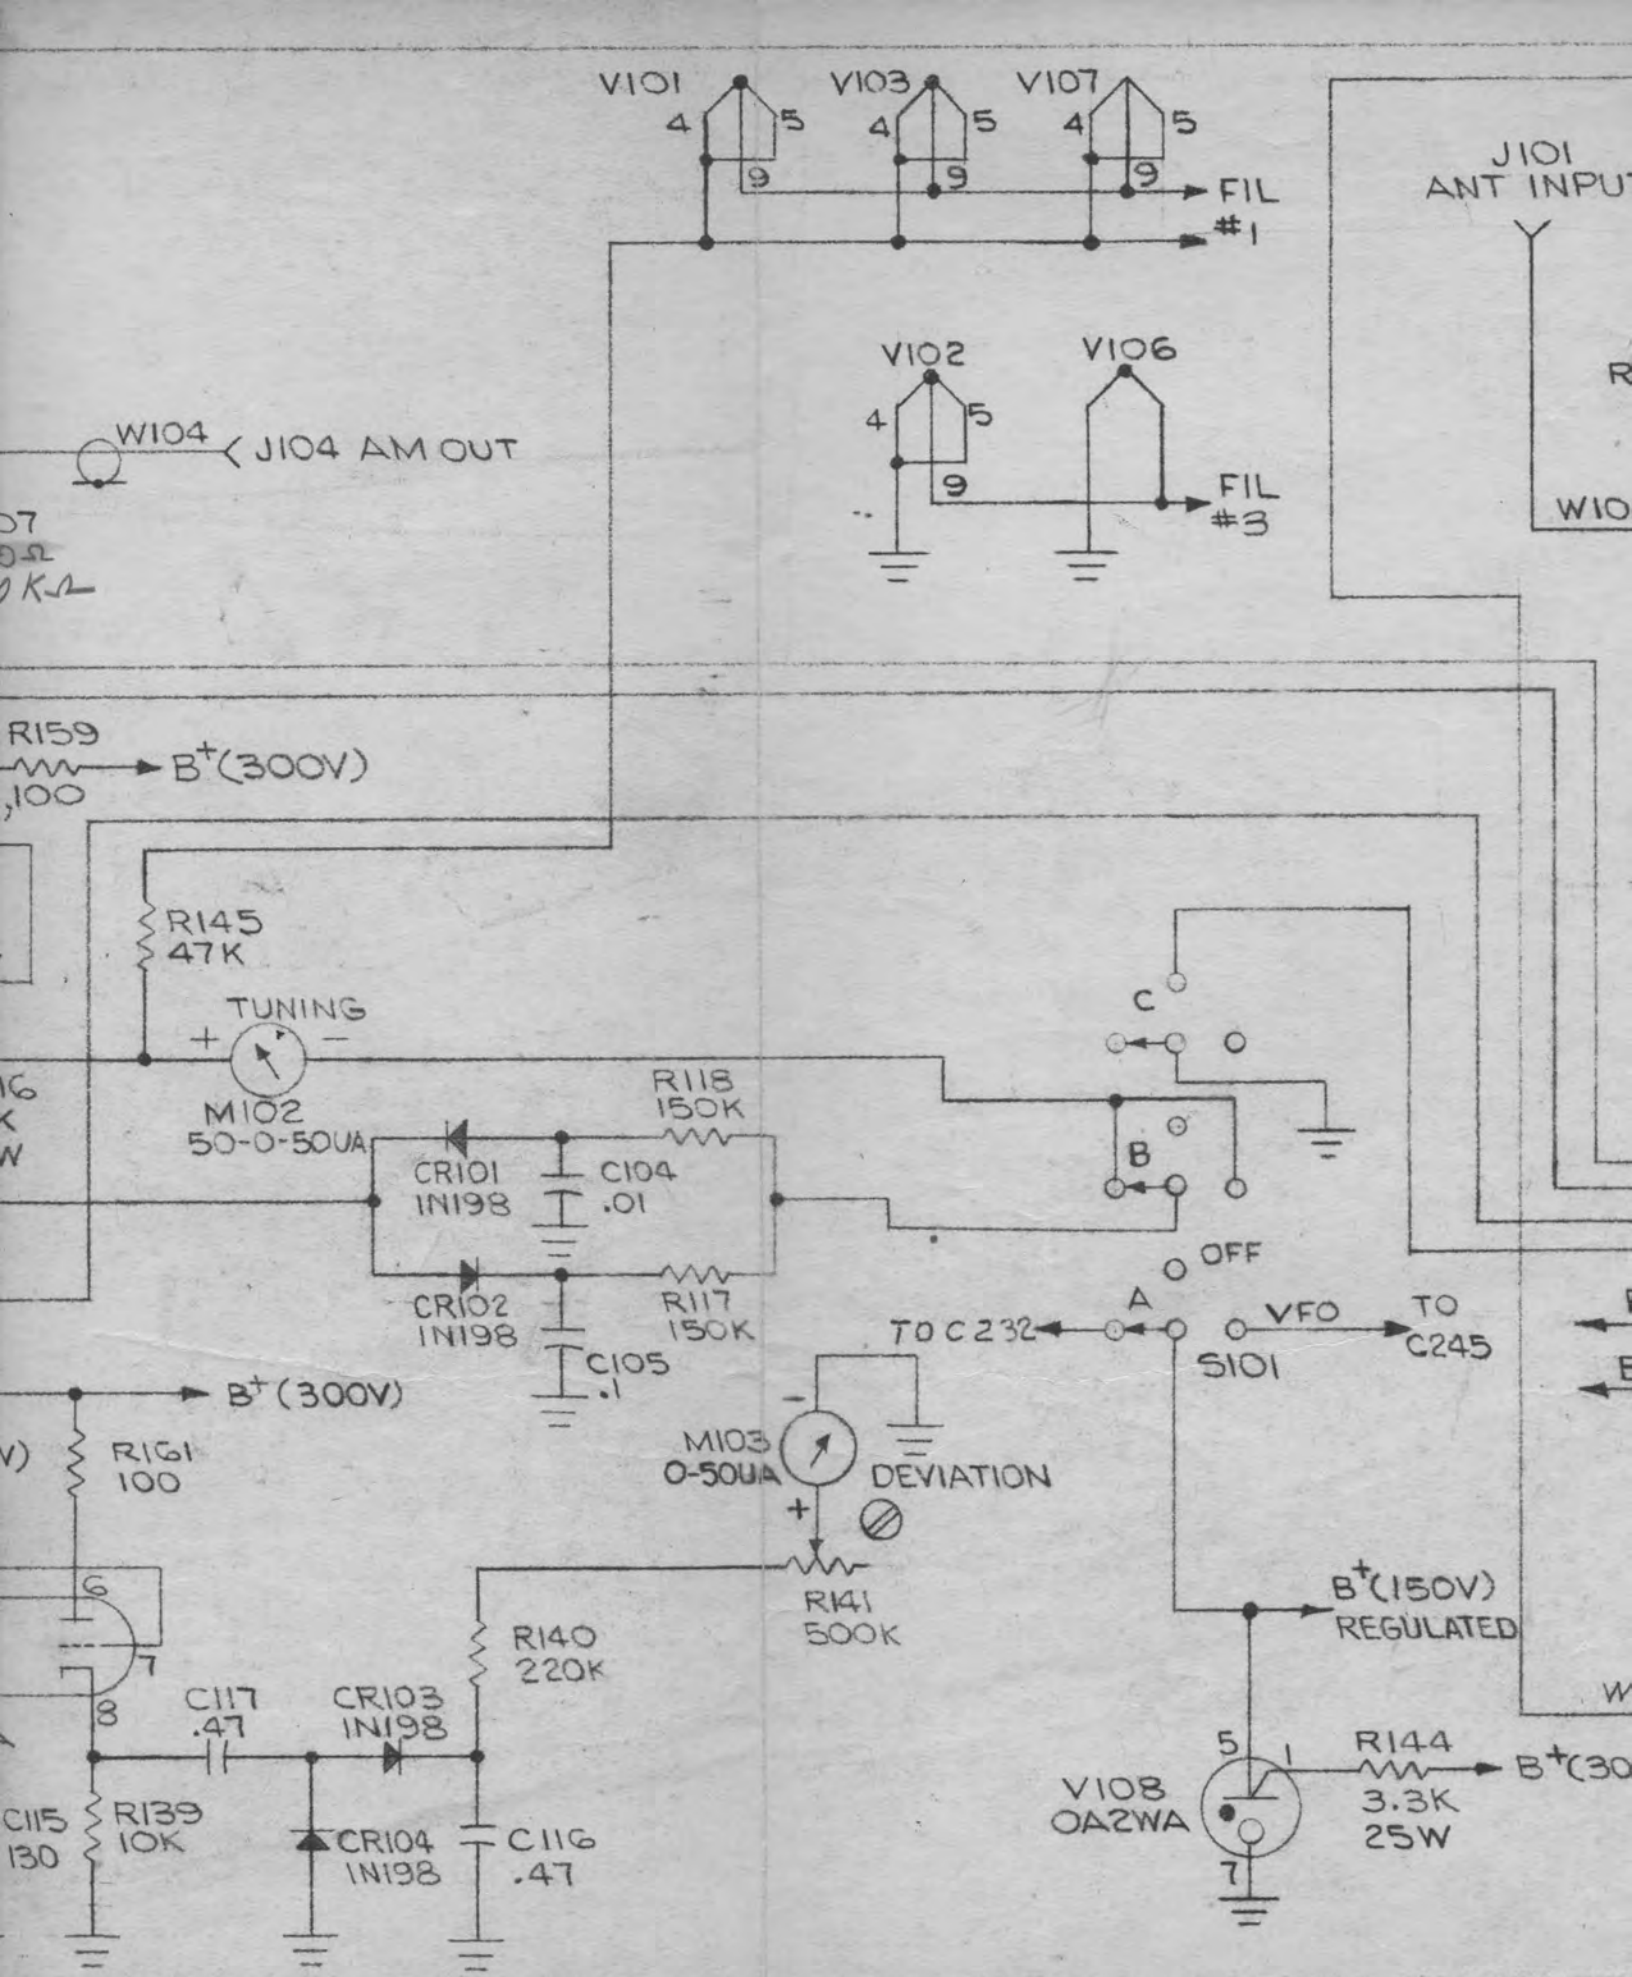 V101
4
5
9
V103
4
5
9
V107
4
5
9
FIL
#1
J101
ANT INPUT
V102
4
5
9
V106
FIL
#3
W104
J104 AM OUT
KΩ
R159
B+(300V)
,100
R145
47K
TUNING
+
-
M102
50-0-50UA
CR101
1N198
C104
.01
R118
150K
CR102
1N198
C105
.1
R117
150K
C
B
OFF
A
TO C232
VFO
TO
C245
S101
B+(300V)
R161
100
M103
0-50UA
-
+
DEVIATION
R141
500K
R140
220K
B+(150V)
REGULATED
6
7
8
C117
.47
CR103
1N198
C115
130
R139
10K
CR104
1N198
C116
.47
V108
OA2WA
5
1
7
R144
3.3K
25W